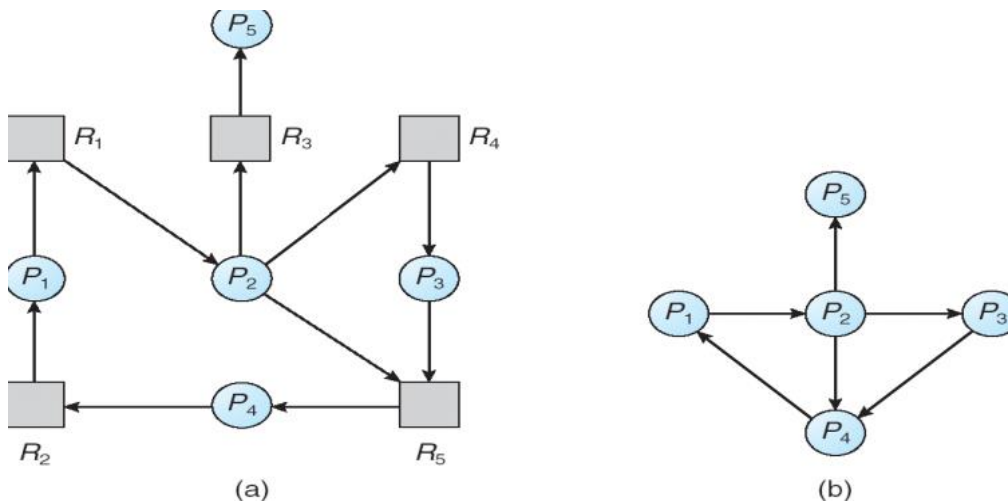 P₅
R₁ R₃ R₄
P₅
P₁ P₂ P₃
P₁ P₂ P₃
P₄
P₄
R₂ R₅
(a) (b)